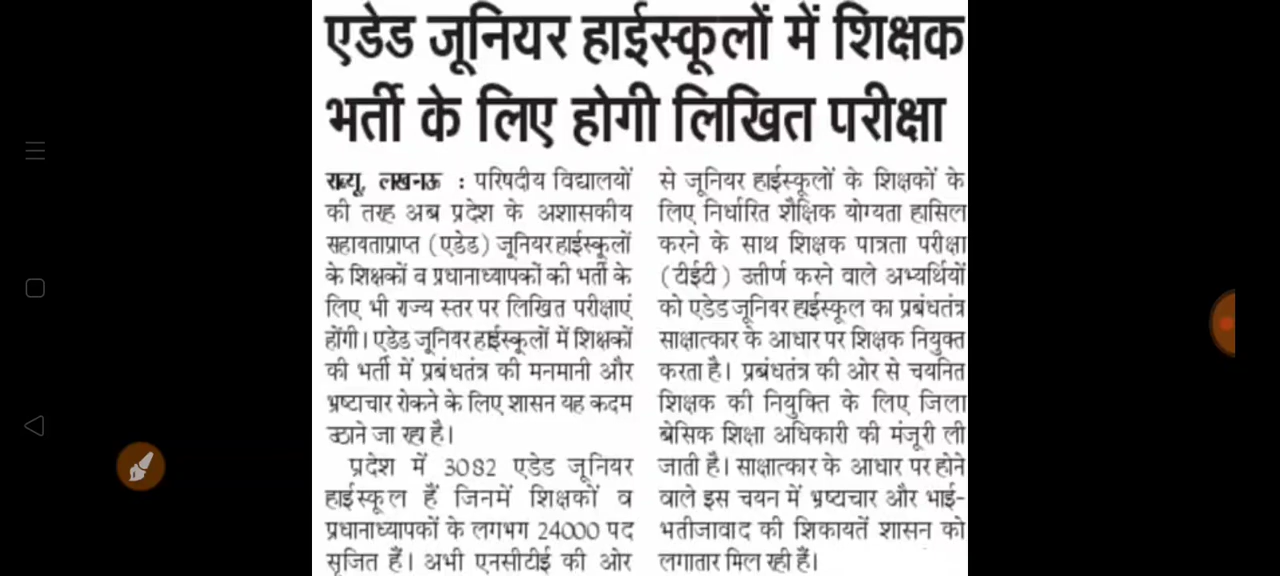 एडेड जूनियर हाईस्कूलों में शिक्षक
भर्ती के लिए होगी लिखित परीक्षा
राब्यू, लखनऊ : परिषदीय विद्यालयों
की तरह अब प्रदेश के अशासकीय
सहायताप्राप्त (एडेड) जूनियर हाईस्कूलों
के शिक्षकों व प्रधानाध्यापकों की भर्ती के
लिए भी राज्य स्तर पर लिखित परीक्षाएं
होंगी। एडेड जूनियर हाईस्कूलों में शिक्षकों
की भर्ती में प्रबंधतंत्र की मनमानी और
भ्रष्टाचार रोकने के लिए शासन यह कदम
उठाने जा रहा है।
प्रदेश में 3082 एडेड जूनियर
हाईस्कूल हैं जिनमें शिक्षकों व
प्रधानाध्यापकों के लगभग 24000 पद
सृजित हैं। अभी एनसीटीई की ओर
से जूनियर हाईस्कूलों के शिक्षकों के
लिए निर्धारित शैक्षिक योग्यता हासिल
करने के साथ शिक्षक पात्रता परीक्षा
(टीईटी) उत्तीर्ण करने वाले अभ्यर्थियों
को एडेड जूनियर हाईस्कूल का प्रबंधतंत्र
साक्षात्कार के आधार पर शिक्षक नियुक्त
करता है। प्रबंधतंत्र की ओर से चयनित
शिक्षक की नियुक्ति के लिए जिला
बेसिक शिक्षा अधिकारी की मंजूरी ली
जाती है। साक्षात्कार के आधार पर होने
वाले इस चयन में भ्रष्टाचार और भाई-
भतीजावाद की शिकायतें शासन को
लगातार मिल रही हैं।